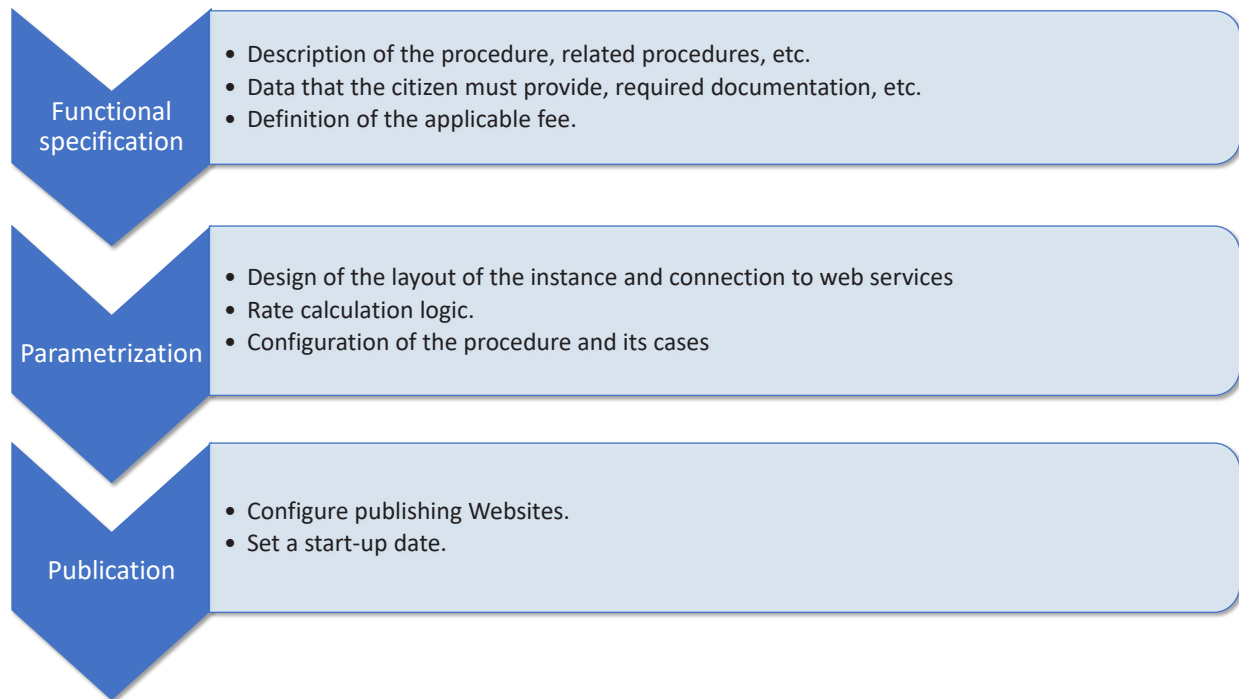 Functional
specification
• Description of the procedure, related procedures, etc.
• Data that the citizen must provide, required documentation, etc.
• Definition of the applicable fee.
Parametrization
• Design of the layout of the instance and connection to web services
• Rate calculation logic.
• Configuration of the procedure and its cases
Publication
• Configure publishing Websites.
• Set a start-up date.